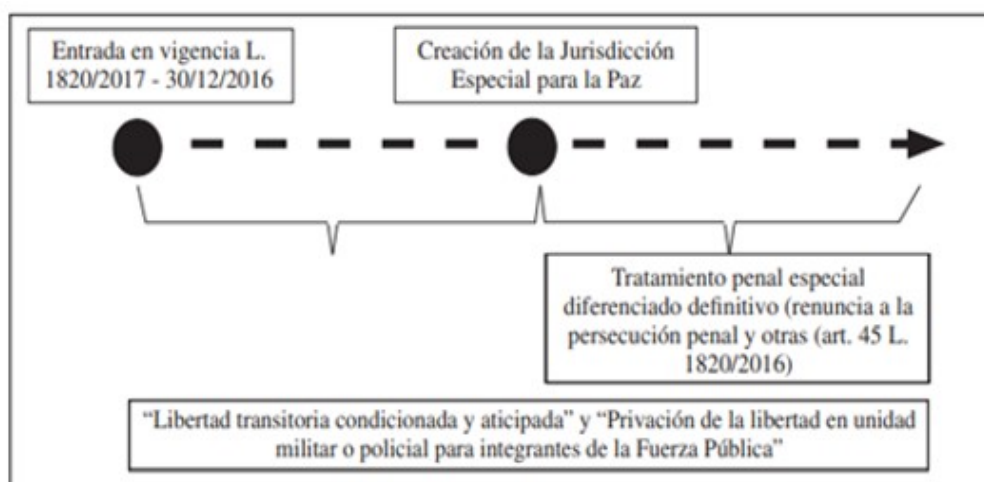 Entrada en vigencia L.
1820/2017 - 30/12/2016
Creación de la Jurisdicción
Especial para la Paz
Tratamiento penal especial
diferenciado definitivo (renuncia a la
persecución penal y otras (art. 45 L.
1820/2016)
“Libertad transitoria condicionada y aticipada” y “Privación de la libertad en unidad
militar o policial para integrantes de la Fuerza Pública”